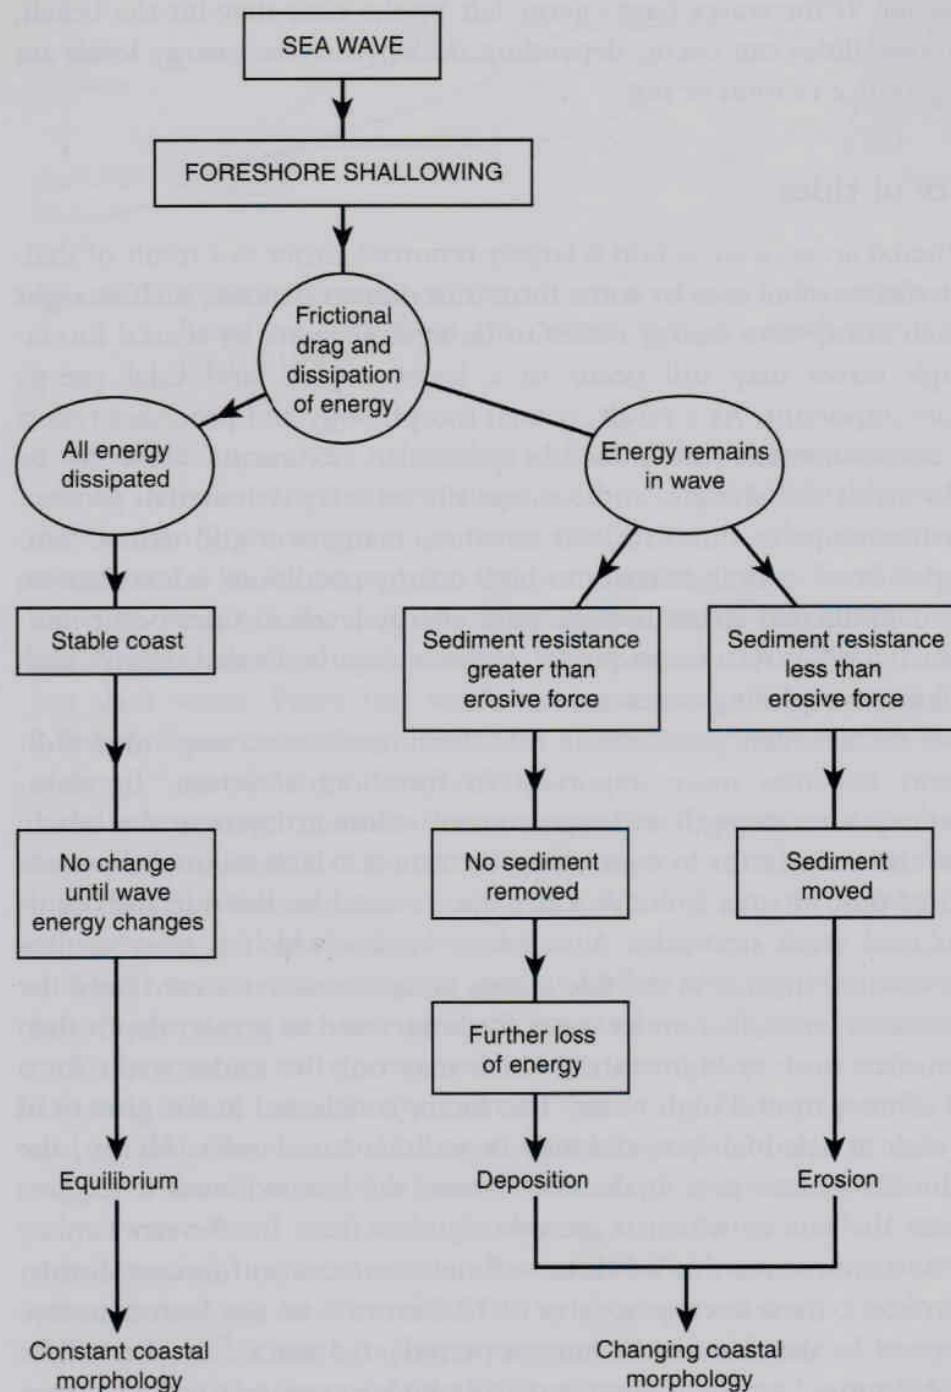 SEA WAVE
FORESHORE SHALLOWING
Frictional
drag and
dissipation
of energy
All energy
dissipated
Energy remains
in wave
Stable coast
Sediment resistance
greater than
erosive force
Sediment resistance
less than
erosive force
No change
until wave
energy changes
No sediment
removed
Sediment
moved
Further loss
of energy
Equilibrium
Deposition
Erosion
Constant coastal
morphology
Changing coastal
morphology